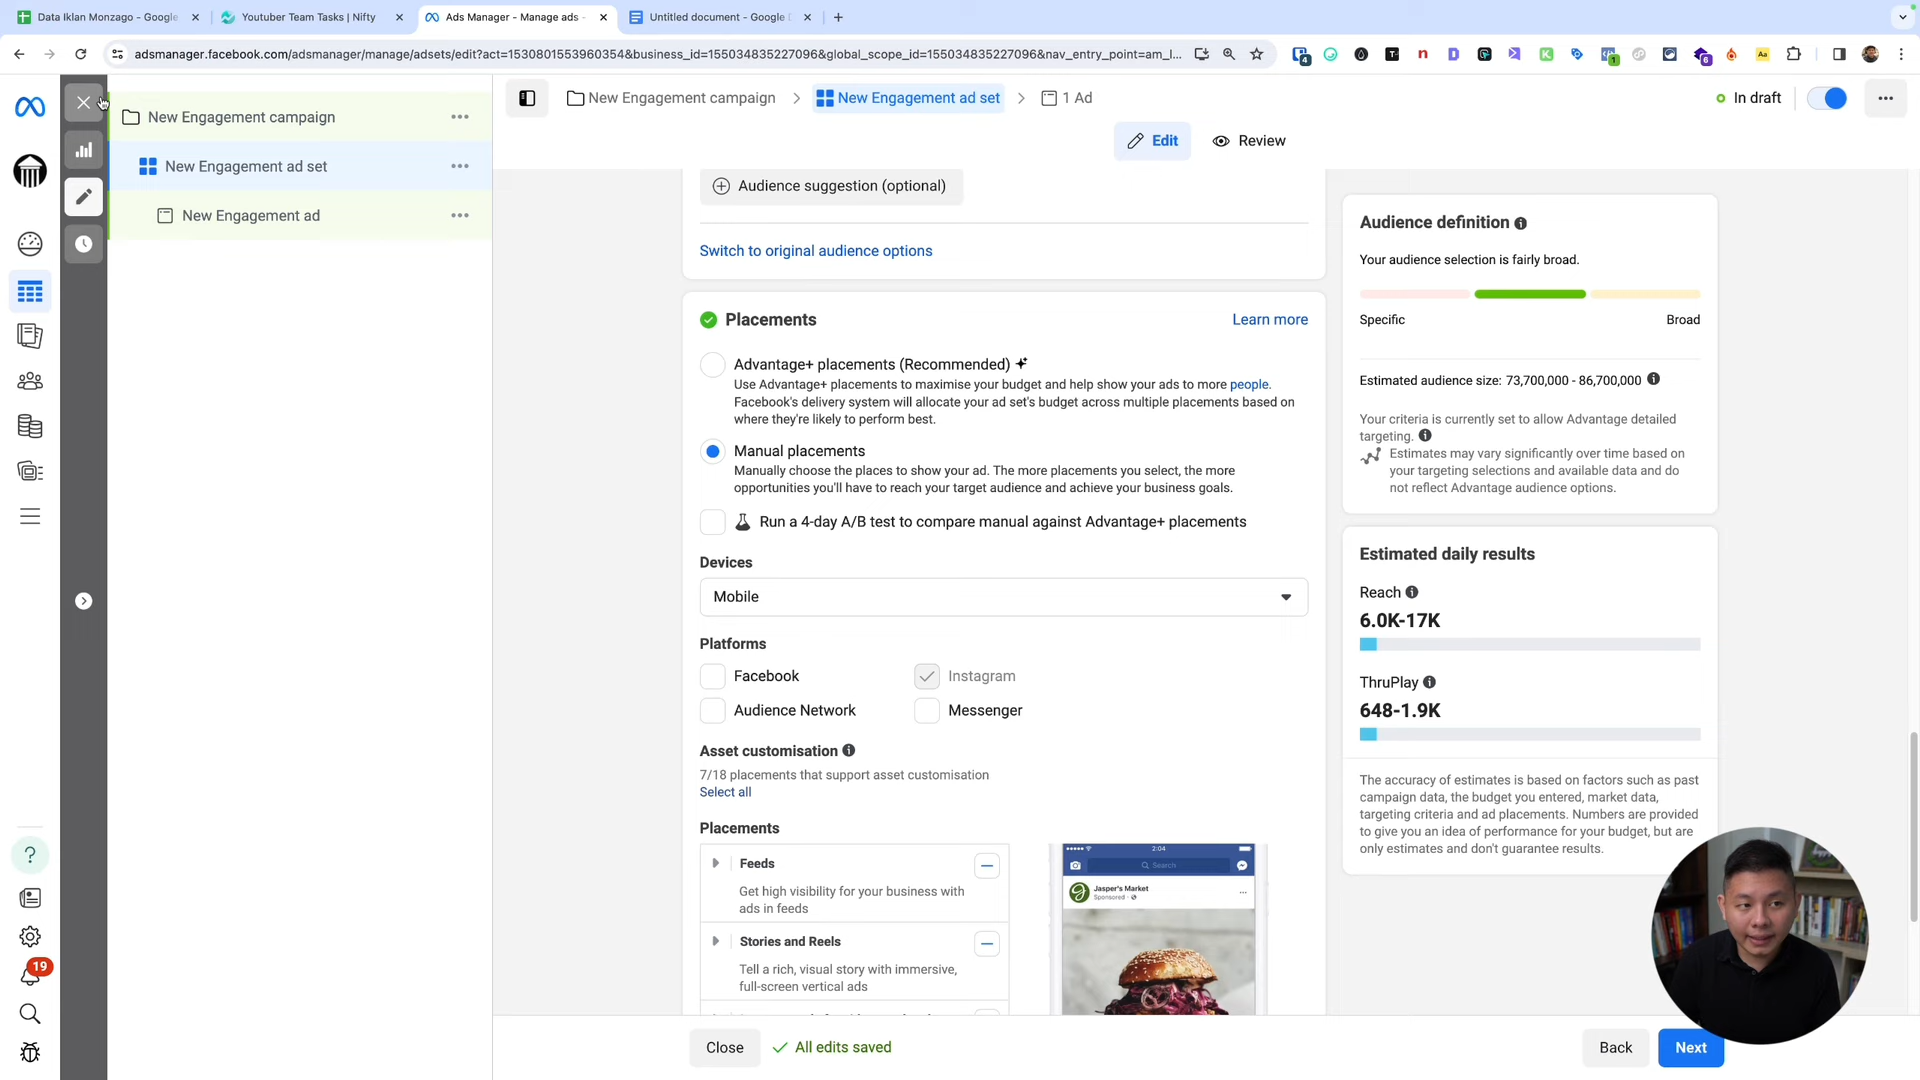 Data Iklan Monzago - Google
Youtuber Team Tasks | Nifty
Ads Manager - Manage ads -
Untitled document - Google D
adsmanager.facebook.com/adsmanager/manage/adsets/edit?act=1530801553960354&business_id=155034835227096&global_scope_id=155034835227096&nav_entry_point=am_l...
New Engagement campaign
New Engagement ad set
New Engagement ad
19
New Engagement campaign
New Engagement ad set
1 Ad
In draft
Edit
Review
Audience suggestion (optional)
Switch to original audience options
Placements
Learn more
Advantage+ placements (Recommended)
Use Advantage+ placements to maximise your budget and help show your ads to more people.
Facebook's delivery system will allocate your ad set's budget across multiple placements based on
where they're likely to perform best.
Manual placements
Manually choose the places to show your ad. The more placements you select, the more
opportunities you'll have to reach your target audience and achieve your business goals.
Run a 4-day A/B test to compare manual against Advantage+ placements
Devices
Mobile
Platforms
Facebook
Instagram
Audience Network
Messenger
Asset customisation
7/18 placements that support asset customisation
Select all
Placements
Feeds
Get high visibility for your business with
ads in feeds
Stories and Reels
Tell a rich, visual story with immersive,
full-screen vertical ads
2:04
Search
Jasper's Market
Sponsored
Audience definition
Your audience selection is fairly broad.
Specific
Broad
Estimated audience size: 73,700,000 - 86,700,000
Your criteria is currently set to allow Advantage detailed
targeting.
Estimates may vary significantly over time based on
your targeting selections and available data and do
not reflect Advantage audience options.
Estimated daily results
Reach
6.0K-17K
ThruPlay
648-1.9K
The accuracy of estimates is based on factors such as past
campaign data, the budget you entered, market data,
targeting criteria and ad placements. Numbers are provided
to give you an idea of performance for your budget, but are
only estimates and don't guarantee results.
Close
All edits saved
Back
Next